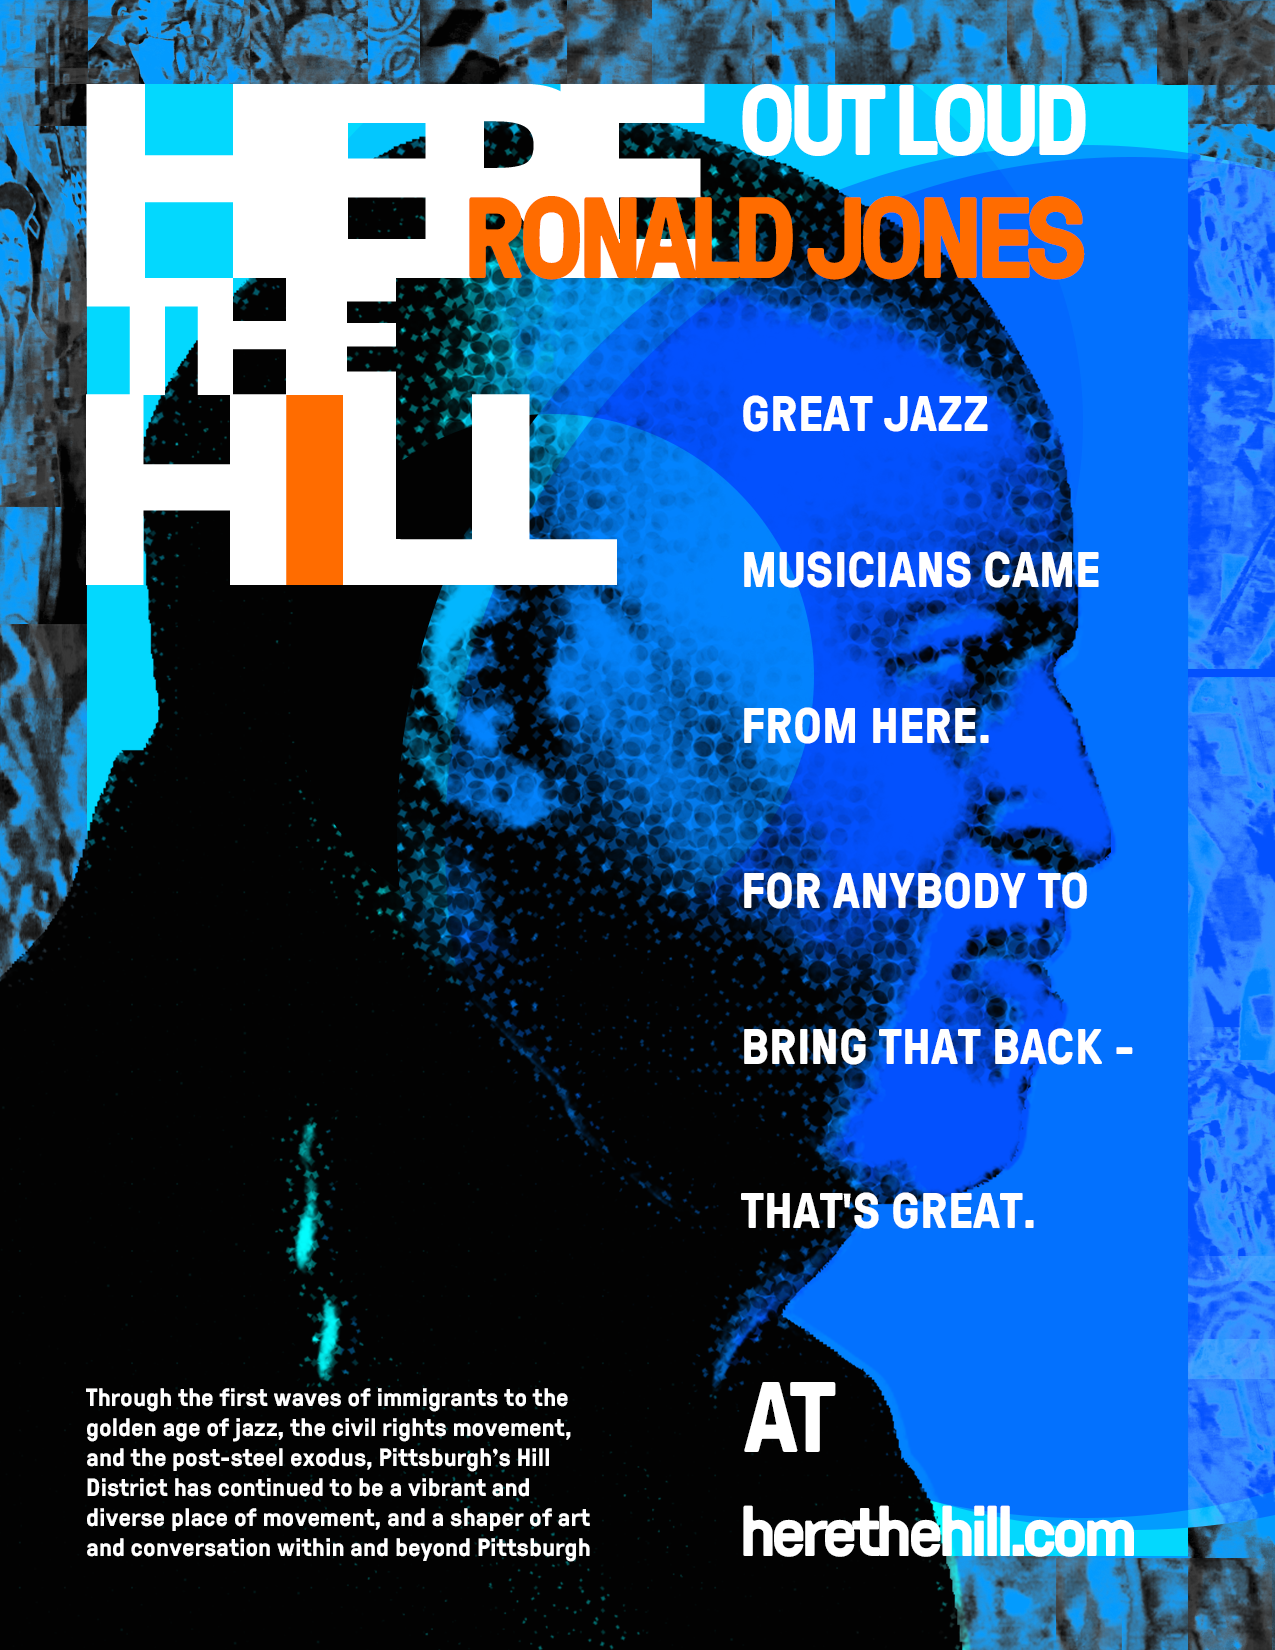 HERE
THE
HILL
OUT LOUD
RONALD JONES
GREAT JAZZ
MUSICIANS CAME
FROM HERE.
FOR ANYBODY TO
BRING THAT BACK -
THAT'S GREAT.
Through the first waves of immigrants to the
golden age of jazz, the civil rights movement,
and the post-steel exodus, Pittsburgh’s Hill
District has continued to be a vibrant and
diverse place of movement, and a shaper of art
and conversation within and beyond Pittsburgh
AT
herethehill.com